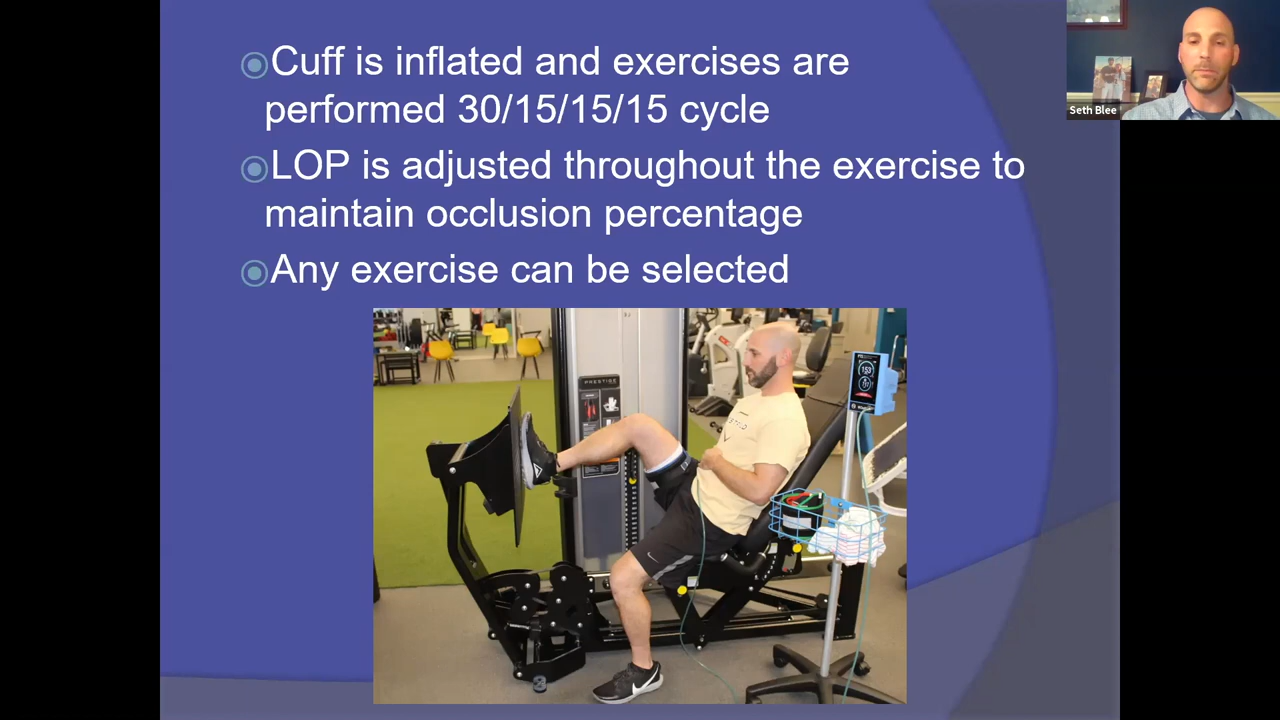 Cuff is inflated and exercises are
performed 30/15/15/15 cycle
LOP is adjusted throughout the exercise to
maintain occlusion percentage
Any exercise can be selected
Seth Blee
PRESTIGE
153